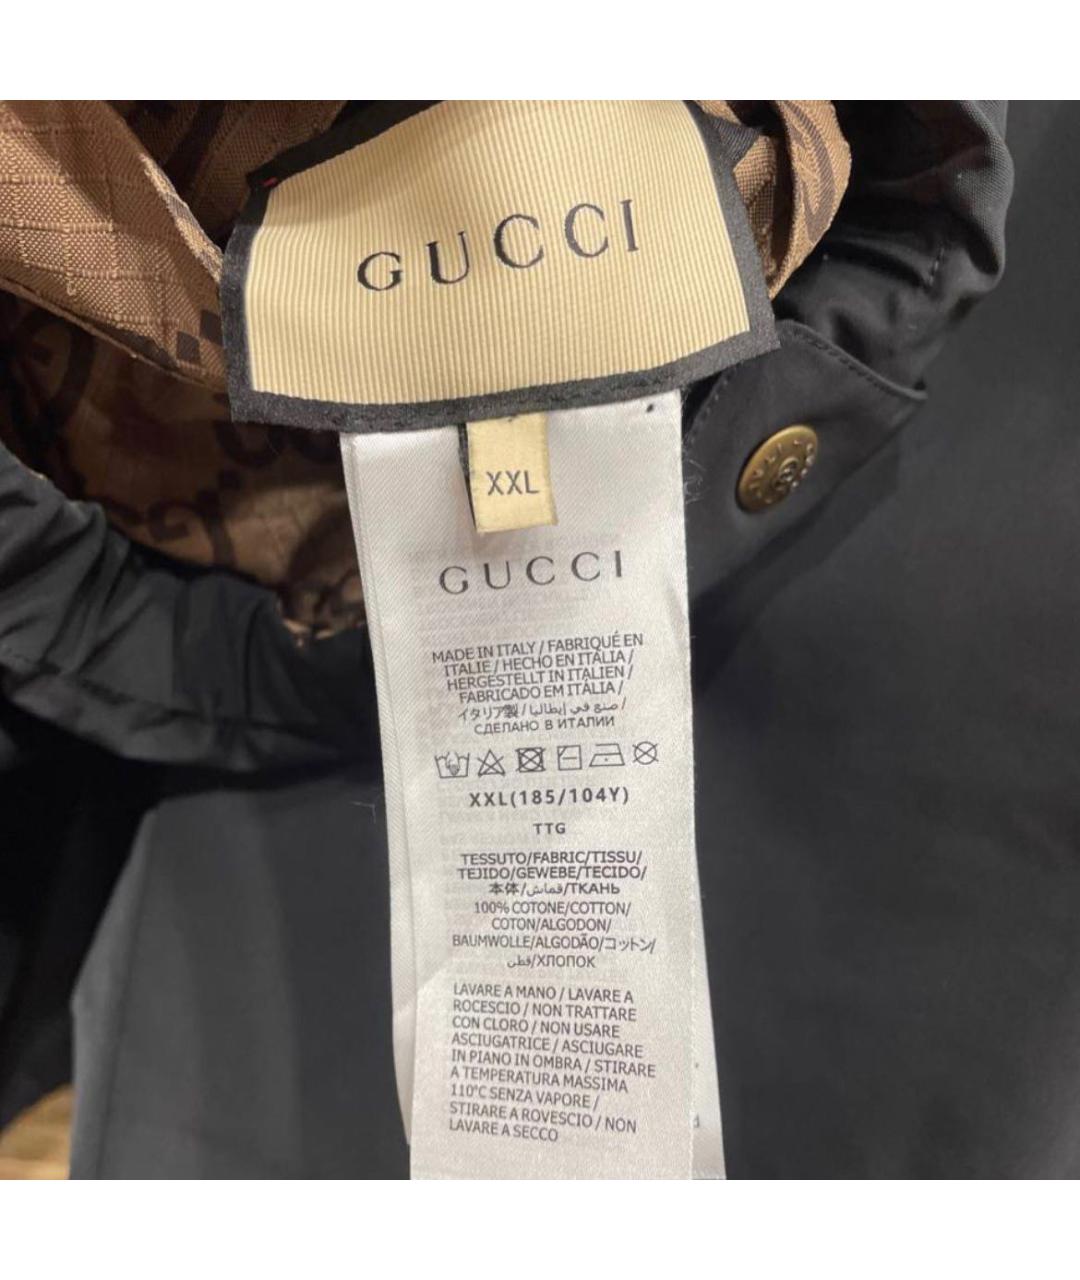 GUCCI
XXL
GUCCI
MADE IN ITALY / FABRIQUÉ EN
ITALIE / HECHO EN ITALIA /
HERGESTELLT IN ITALIEN /
FABRICADO EM ITÁLIA /
イタリア製 / صنع في إيطاليا /
СДЕЛАНО В ИТАЛИИ
XXL(185/104Y)
TTG
TESSUTO/FABRIC/TISSU/
TEJIDO/GEWEBE/TECIDO/
本体/قماش/ТКАНЬ
100% COTONE/COTTON/
COTON/ALGODON/
BAUMWOLLE/ALGODÃO/コットン/
قطن/ХЛОПОК
LAVARE A MANO / LAVARE A
ROCESCIO / NON TRATTARE
CON CLORO / NON USARE
ASCIUGATRICE / ASCIUGARE
IN PIANO IN OMBRA / STIRARE
A TEMPERATURA MASSIMA
110°C SENZA VAPORE /
STIRARE A ROVESCIO / NON
LAVARE A SECCO